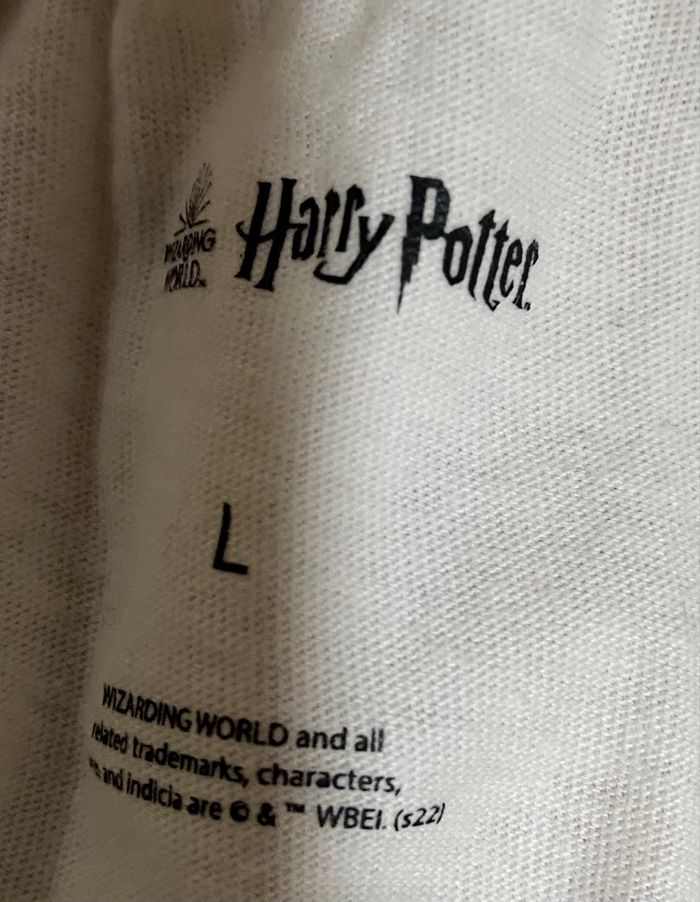 WIZARDING
WORLD
Harry Potter
L
WIZARDING WORLD and all
related trademarks, characters,
and indicia are © & ™ WBEI. (s22)